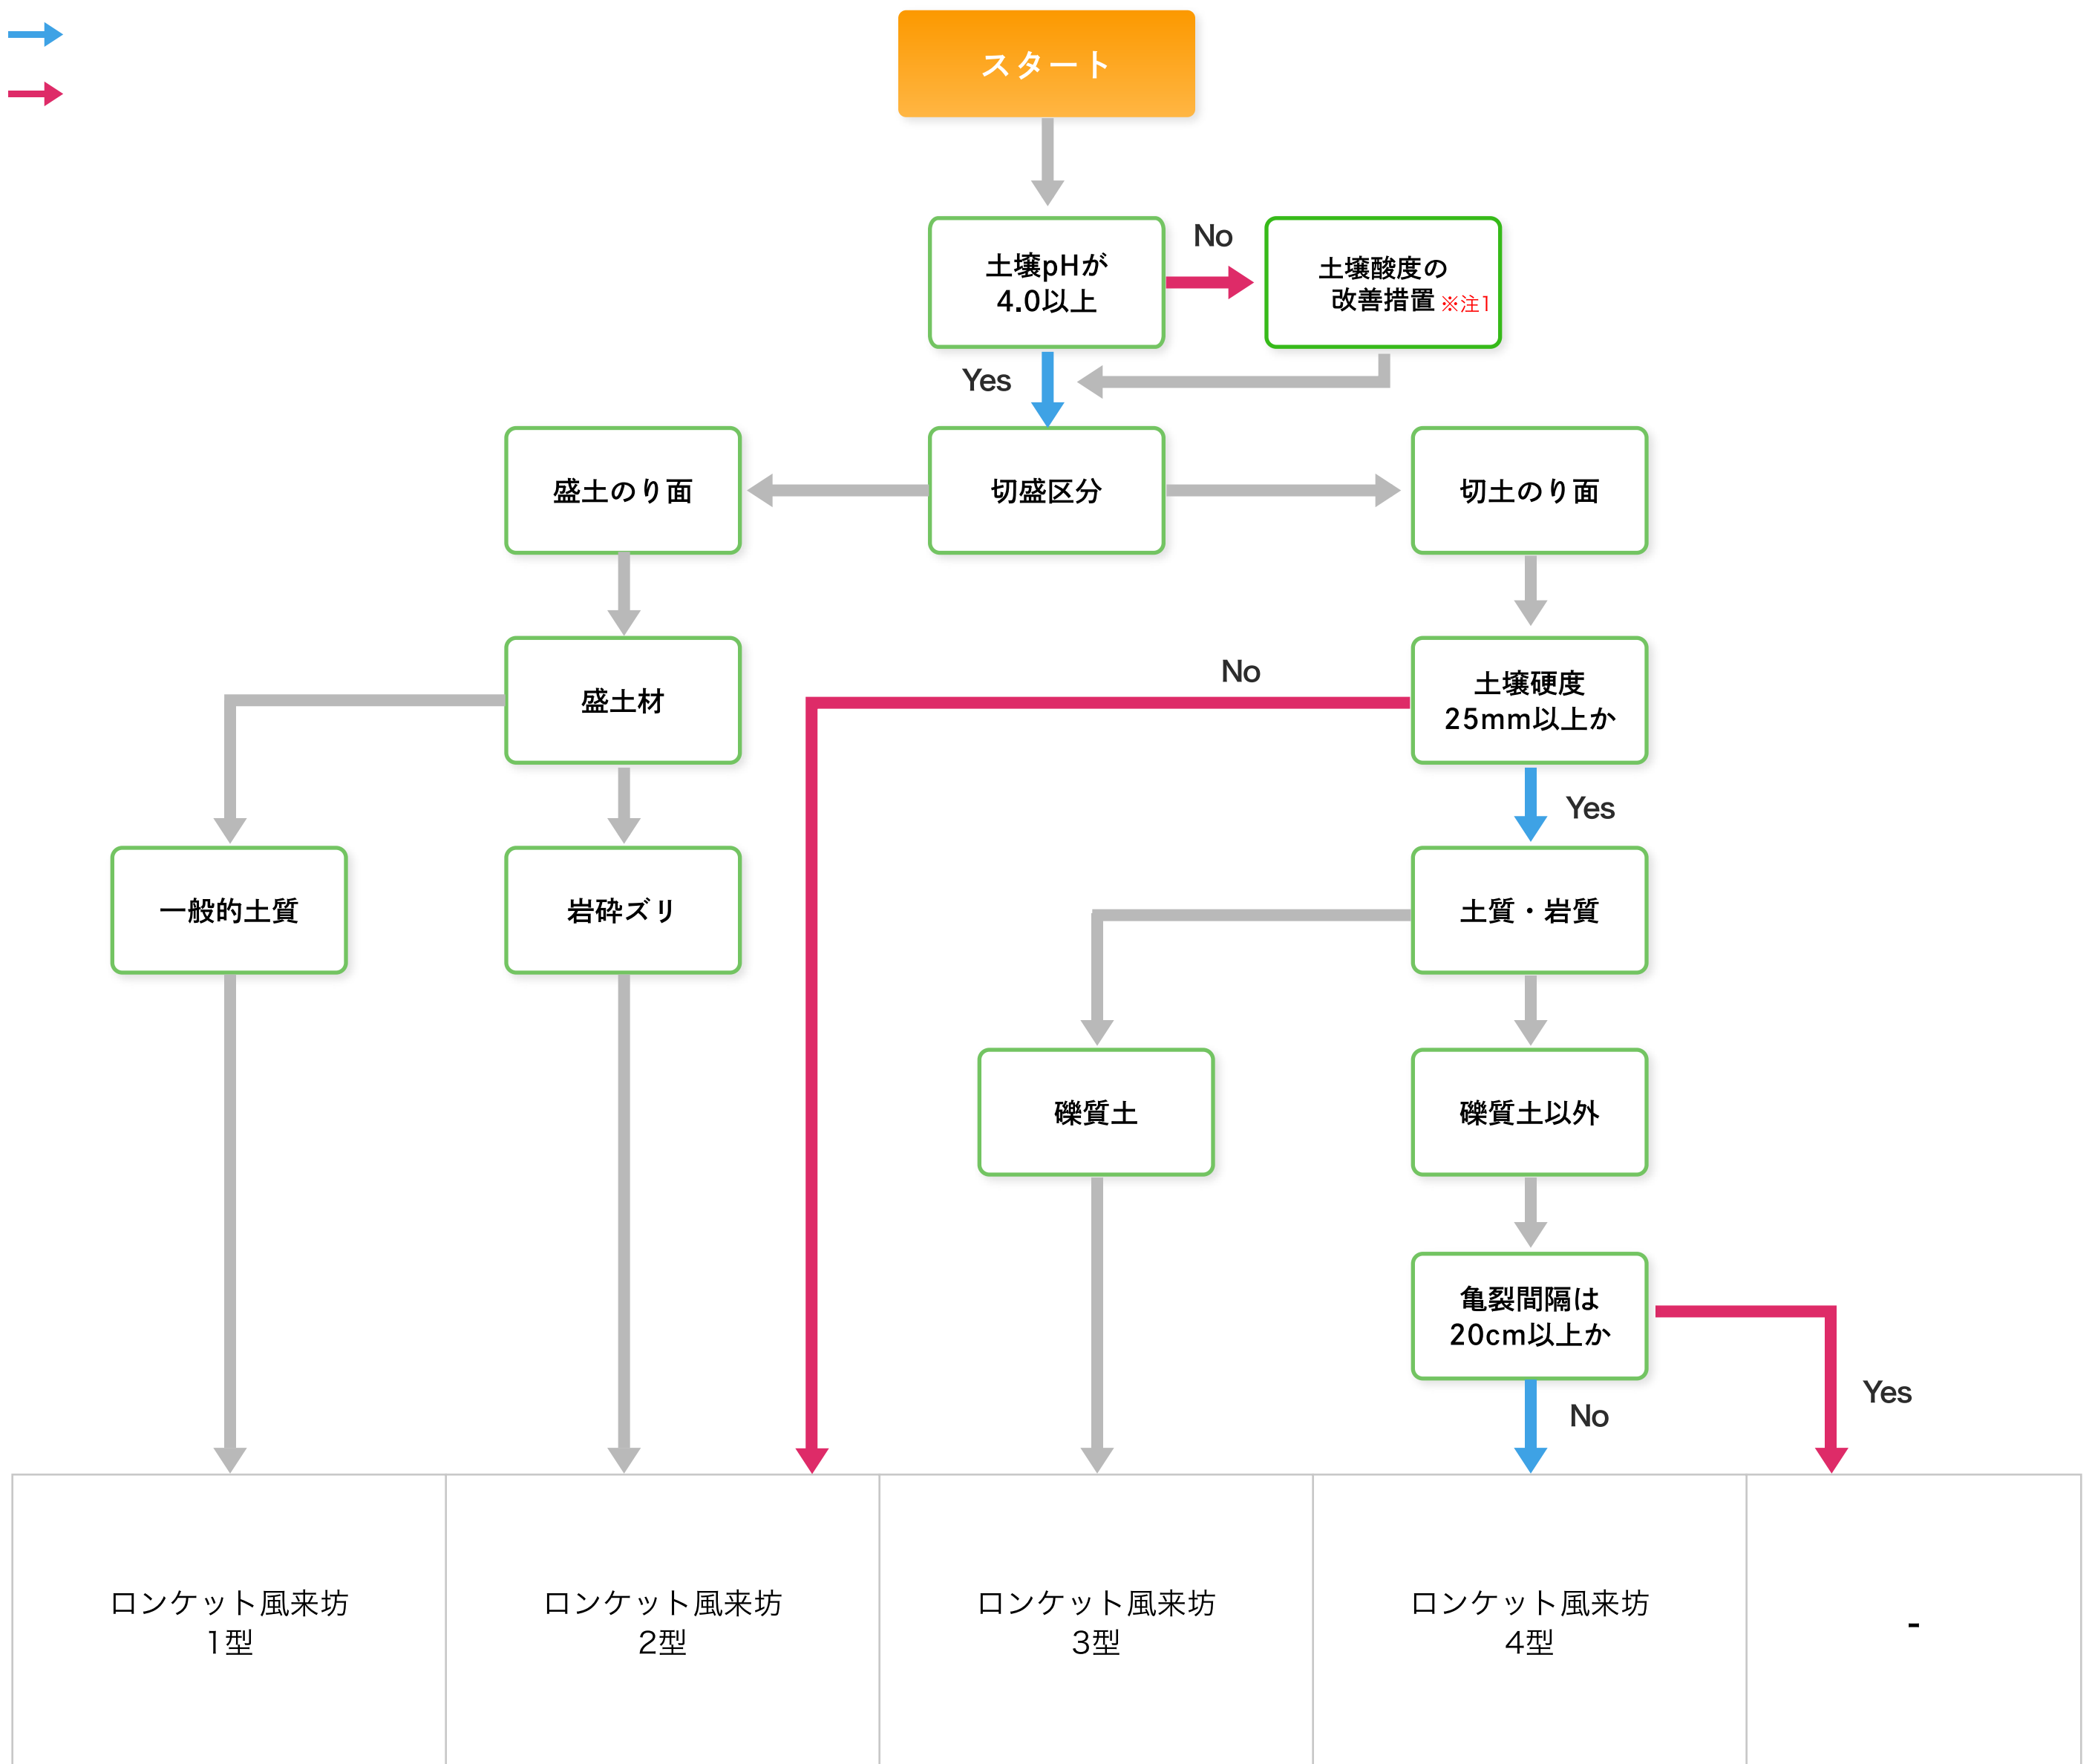 スタート
土壌pHが
4.0以上
No
土壌酸度の
改善措置 ※注1
Yes
盛土のり面
切盛区分
切土のり面
盛土材
No
土壌硬度
25mm以上か
Yes
一般的土質
岩砕ズリ
土質・岩質
礫質土
礫質土以外
亀裂間隔は
20cm以上か
No
Yes
ロンケット風来坊
1型
ロンケット風来坊
2型
ロンケット風来坊
3型
ロンケット風来坊
4型
-